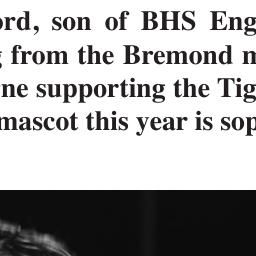 ord, son of BHS Eng
g from the Bremond m
ne supporting the Tig
mascot this year is sop